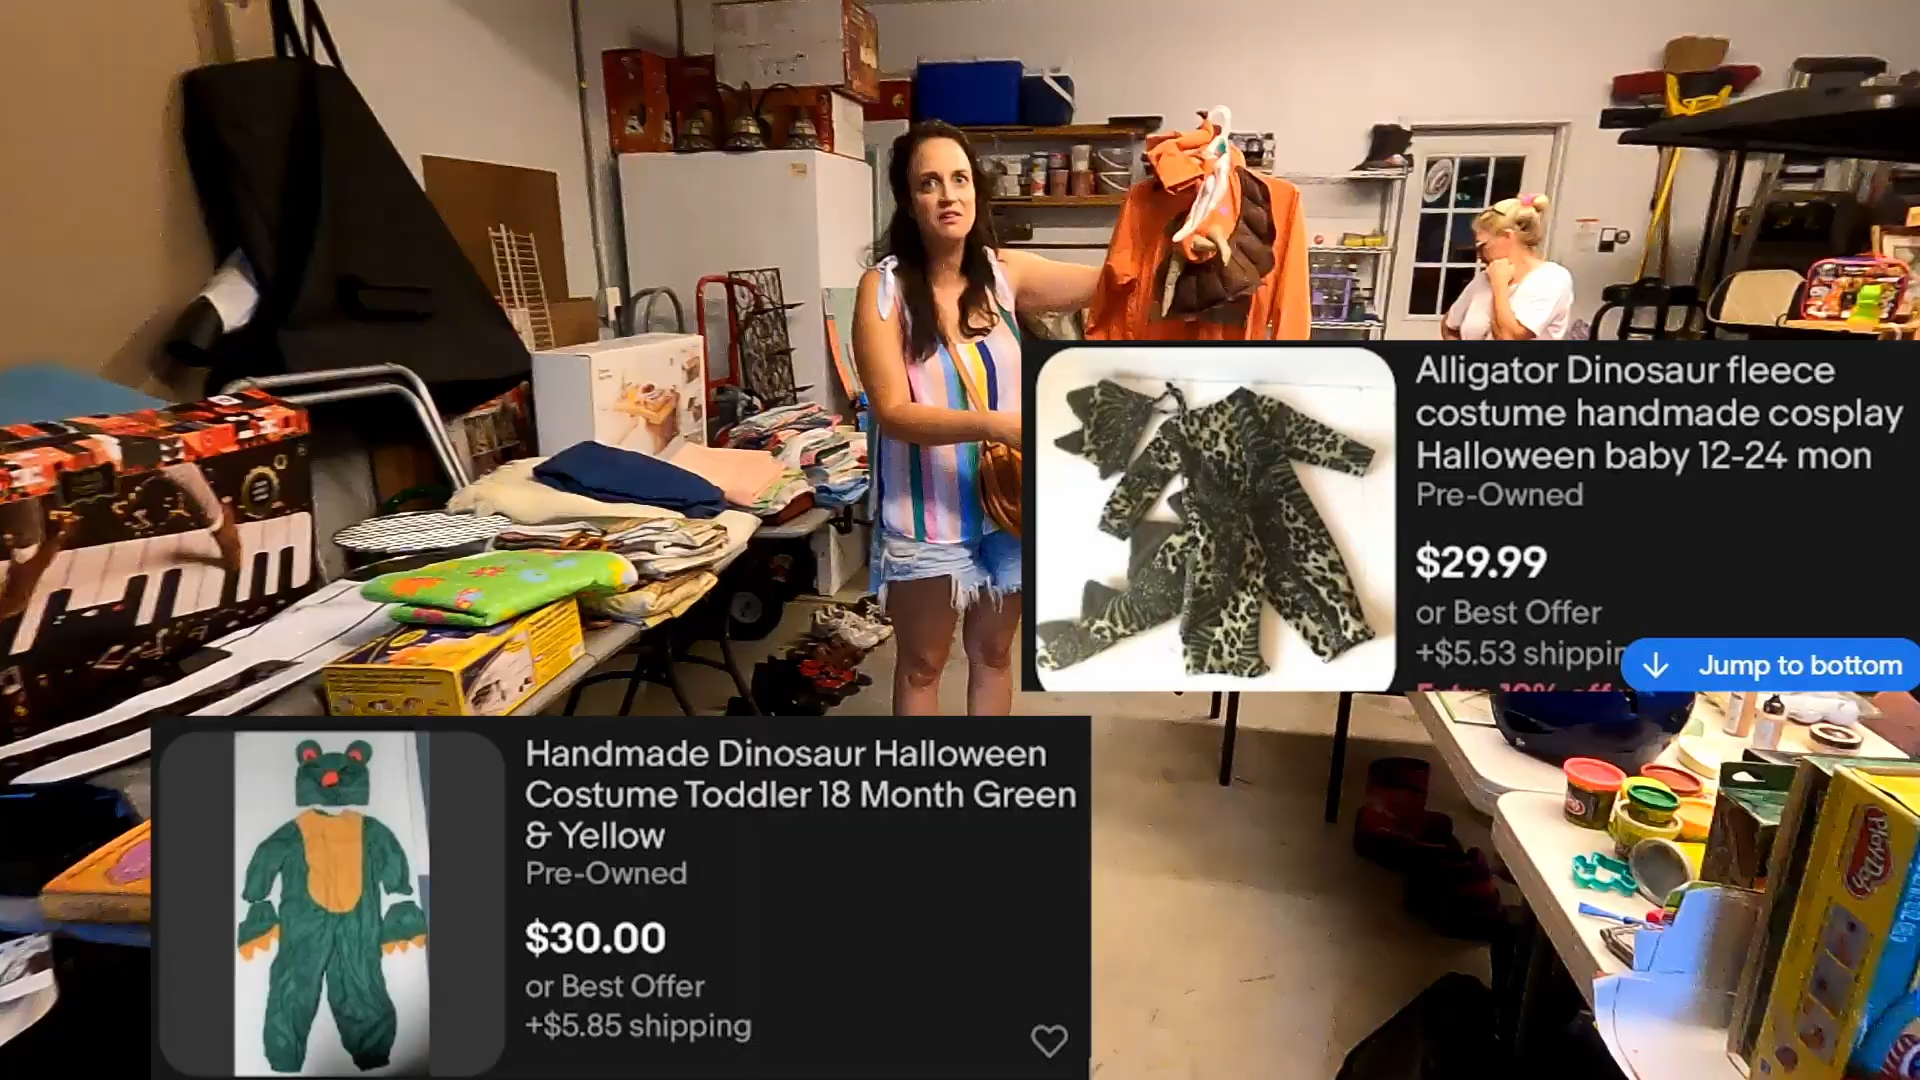 Alligator Dinosaur fleece
costume handmade cosplay
Halloween baby 12-24 mon
Pre-Owned
$29.99
or Best Offer
+$5.53 shippin
Jump to bottom
Handmade Dinosaur Halloween
Costume Toddler 18 Month Green
& Yellow
Pre-Owned
$30.00
or Best Offer
+$5.85 shipping
Play-Doh